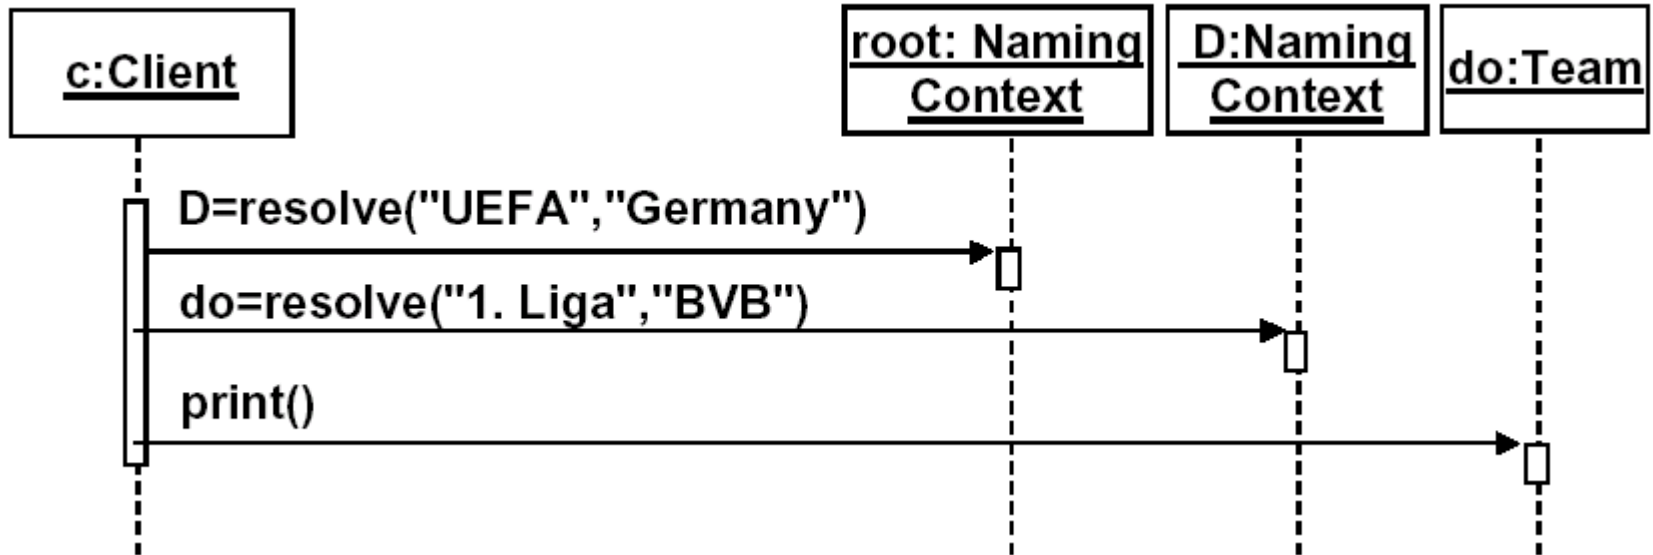 c:Client
root: Naming
Context
D:Naming
Context
do:Team
D=resolve("UEFA","Germany")
do=resolve("1. Liga","BVB")
print()